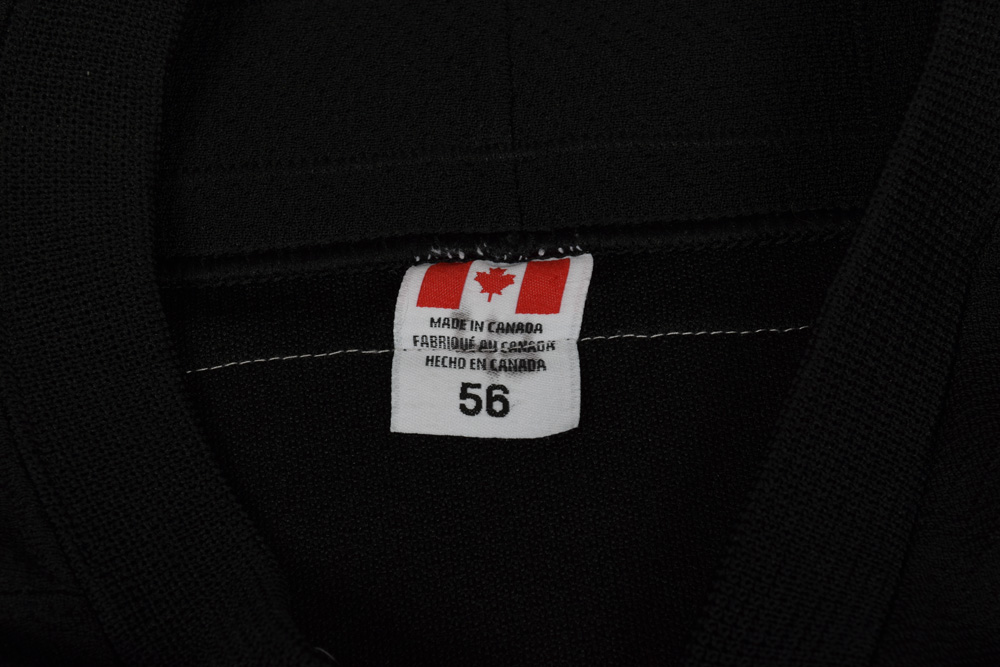 MADE IN CANADA
FABRIQUÉ AU CANADA
HECHO EN CANADA
56